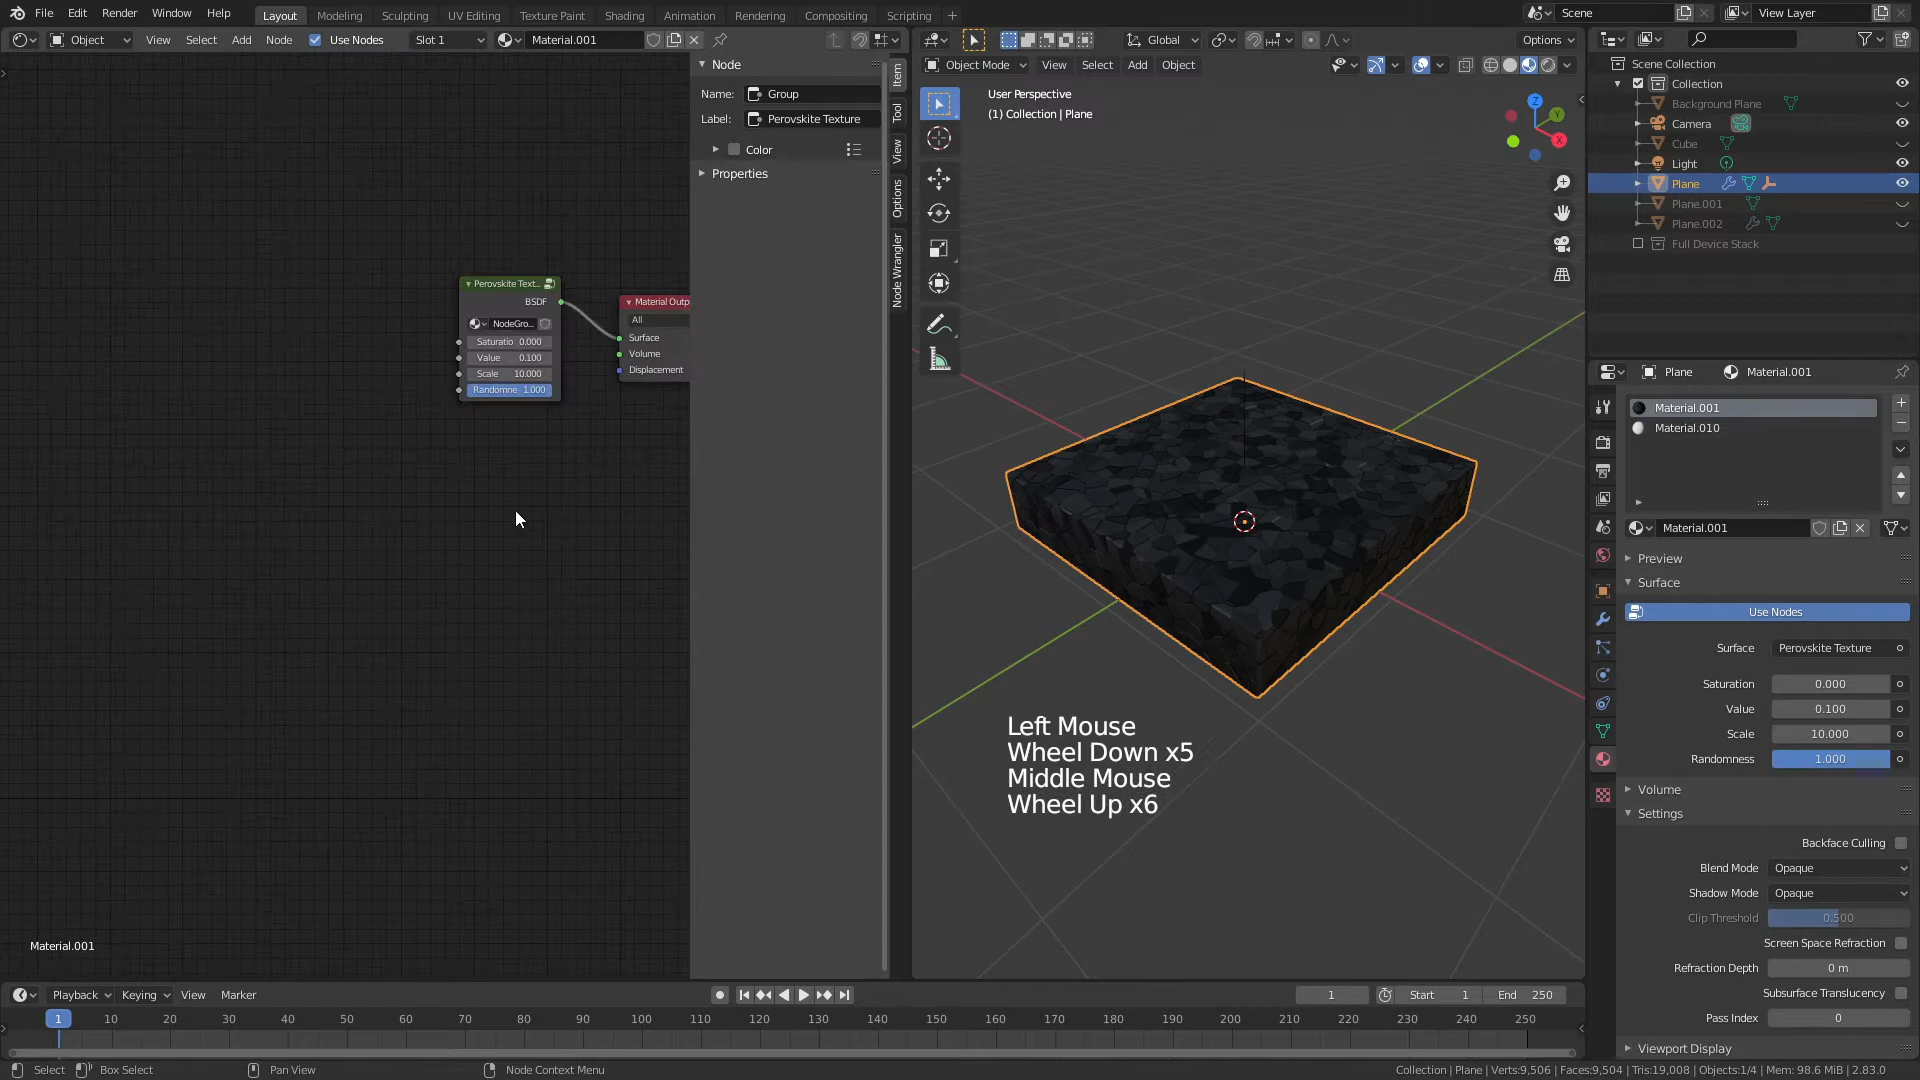 File Edit Render Window Help Layout Modeling Sculpting UV Editing Texture Paint Shading Animation Rendering Compositing Scripting + Scene View Layer
Object View Select Add Node Use Nodes Slot 1 Material.001 Global Options
Node
Name: Group
Label: Perovskite Texture
Color
Properties
Item
Tool
View
Options
Node Wrangler
Perovskite Text...
BSDF
NodeGro...
Saturatio 0.000
Value 0.100
Scale 10.000
Randomne 1.000
Material Outp
All
Surface
Volume
Displacement
Material.001
Object Mode View Select Add Object
User Perspective
(1) Collection | Plane
Z
Y
X
Left Mouse
Wheel Down x5
Middle Mouse
Wheel Up x6
Scene Collection
Collection
Background Plane
Camera
Cube
Light
Plane
Plane.001
Plane.002
Full Device Stack
Plane Material.001
Material.001
Material.010
Material.001
Preview
Surface
Use Nodes
Surface Perovskite Texture
Saturation 0.000
Value 0.100
Scale 10.000
Randomness 1.000
Volume
Settings
Backface Culling
Blend Mode Opaque
Shadow Mode Opaque
Clip Threshold 0.500
Screen Space Refraction
Refraction Depth 0 m
Subsurface Translucency
Pass Index 0
Viewport Display
Playback Keying View Marker 1 Start 1 End 250
1 10 20 30 40 50 60 70 80 90 100 110 120 130 140 150 160 170 180 190 200 210 220 230 240 250
Select Box Select Pan View Node Context Menu Collection | Plane | Verts:9,506 | Faces:9,504 | Tris:19,008 | Objects:1/4 | Mem: 98.6 MiB | 2.83.0